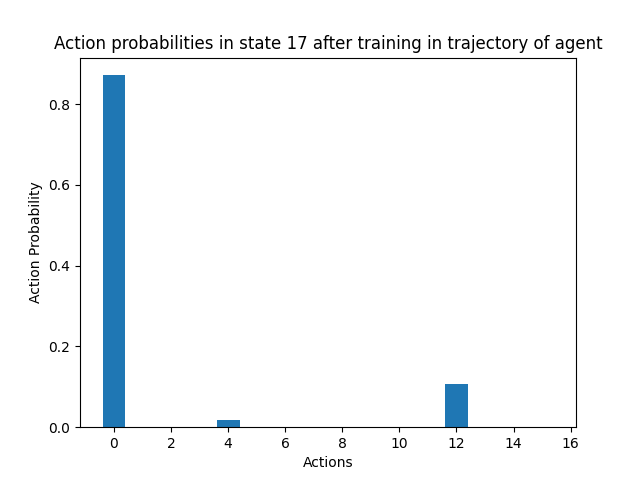 Action probabilities in state 17 after training in trajectory of agent
0.8
0.6
0.4
0.2
0.0
Action Probability
0 2 4 6 8 10 12 14 16
Actions